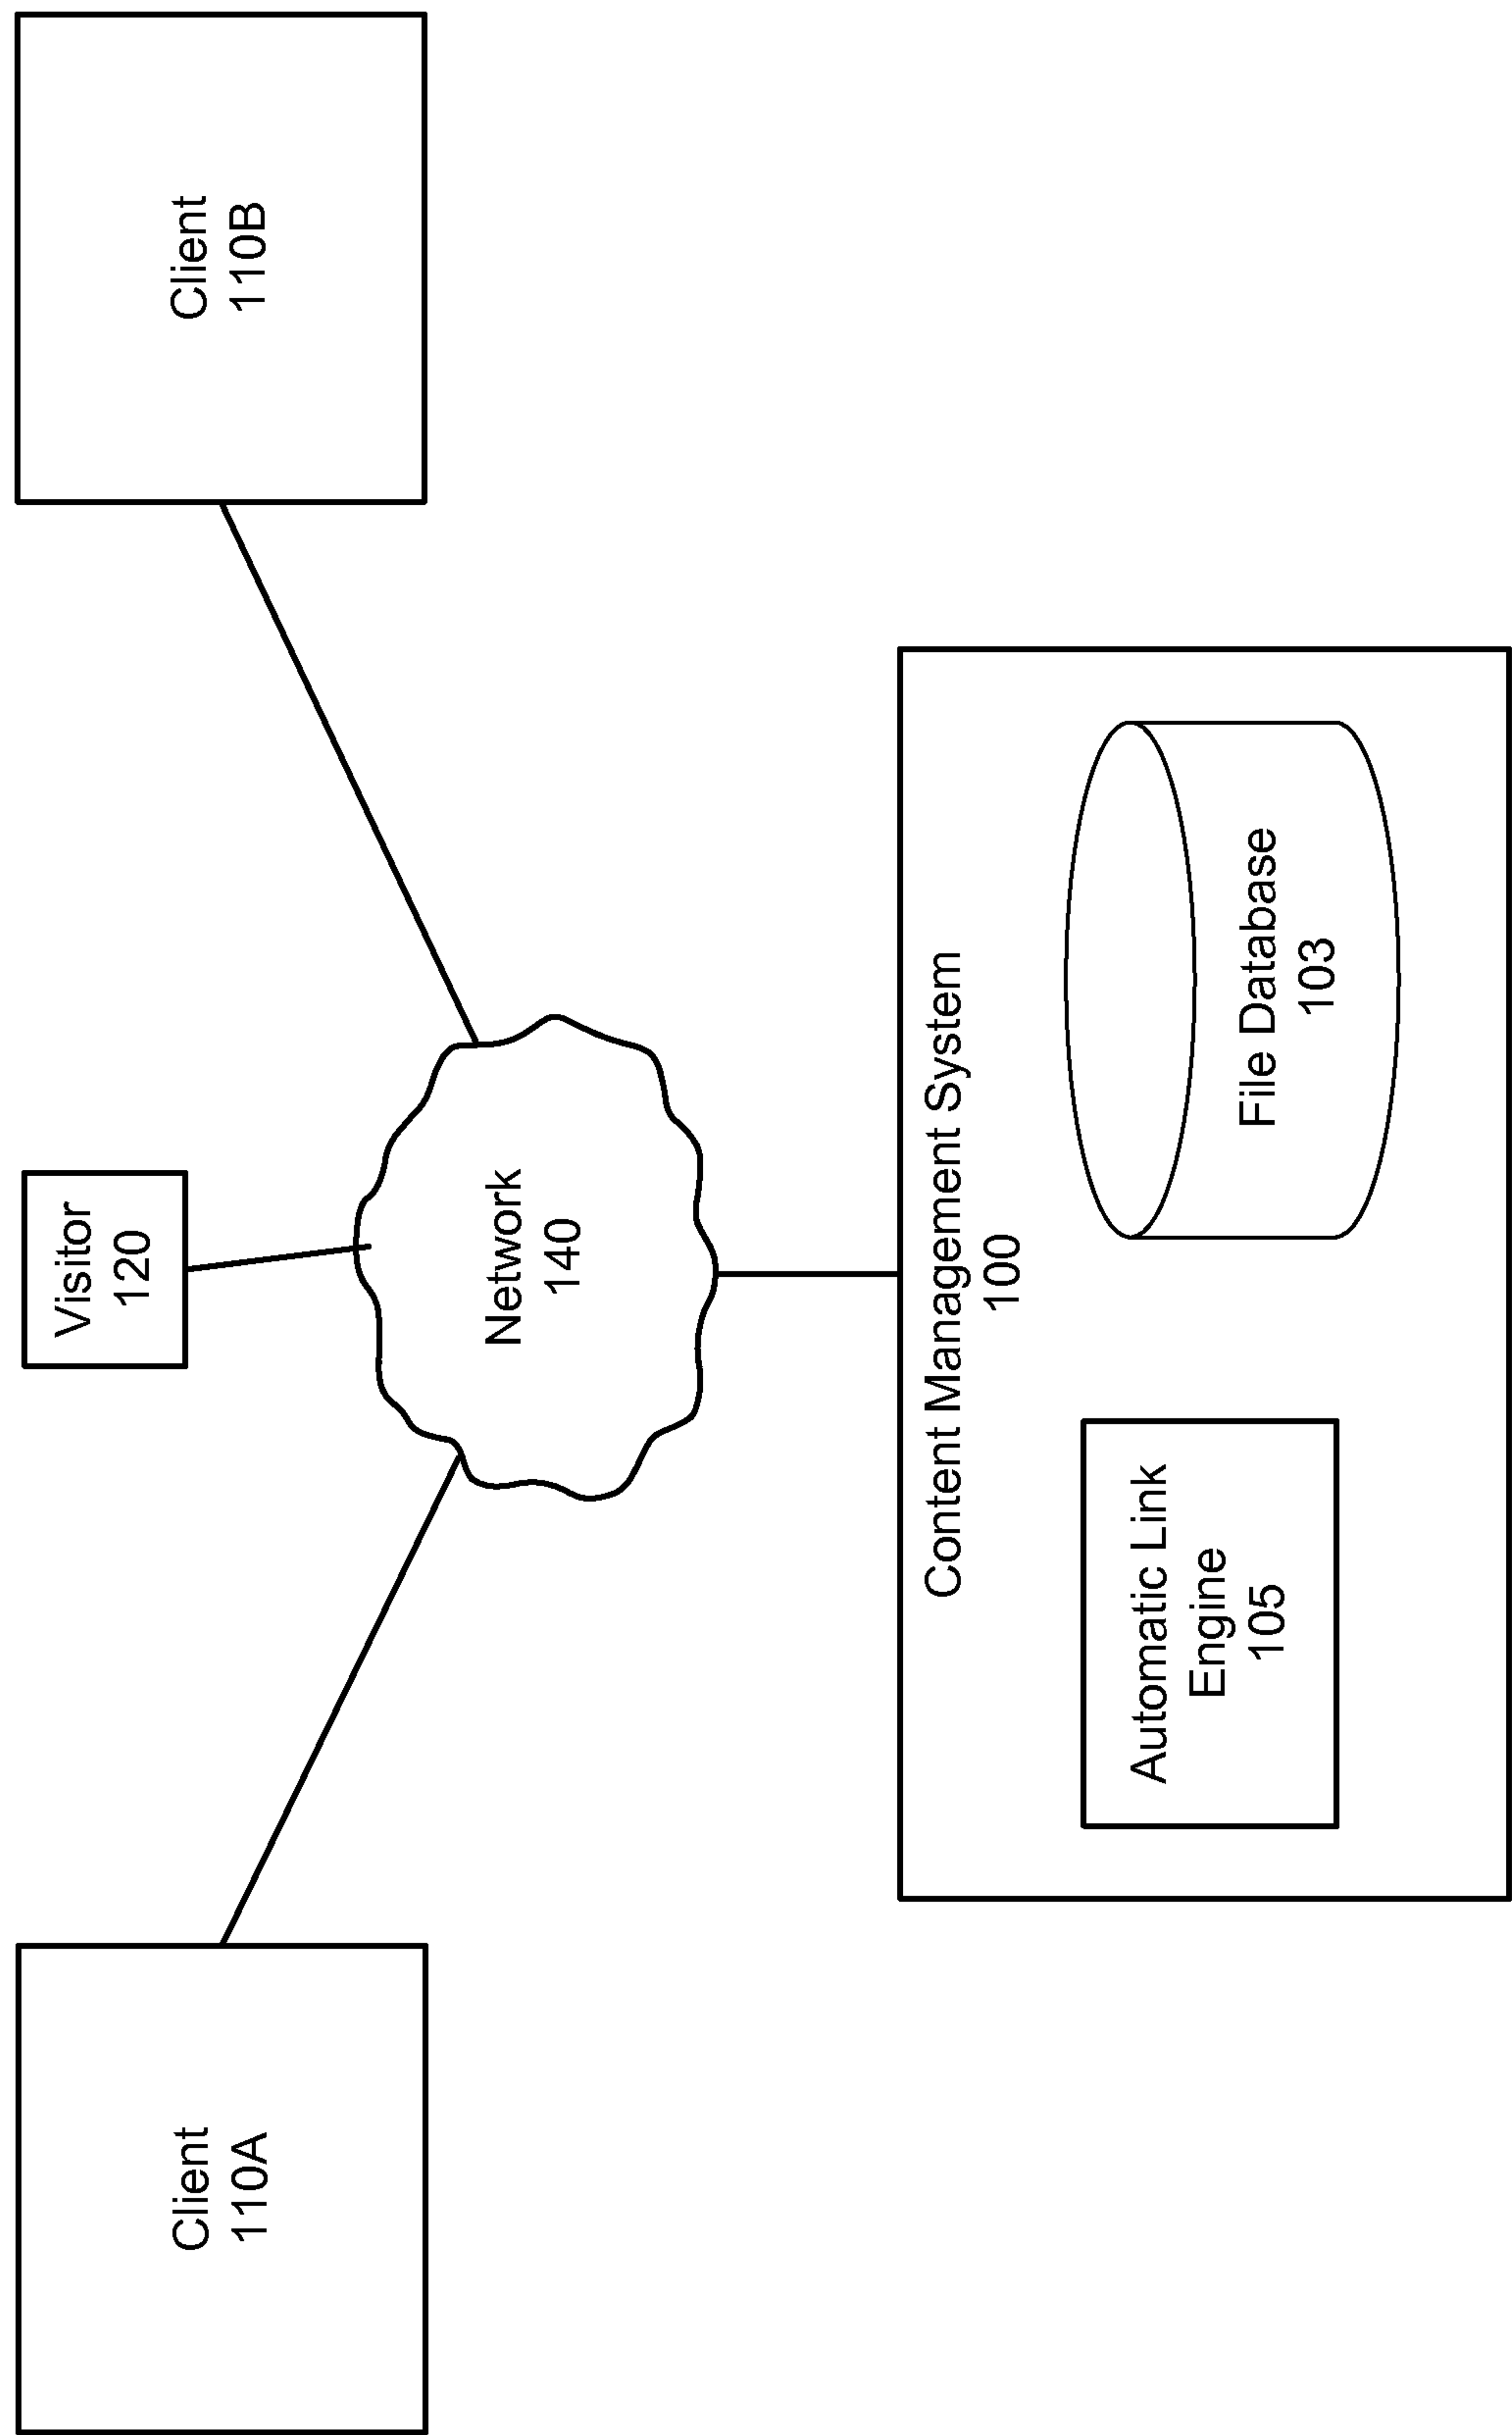 Client
110A
Visitor
120
Client
110B
Network
140
Content Management System
100
Automatic Link
Engine
105
File Database
103